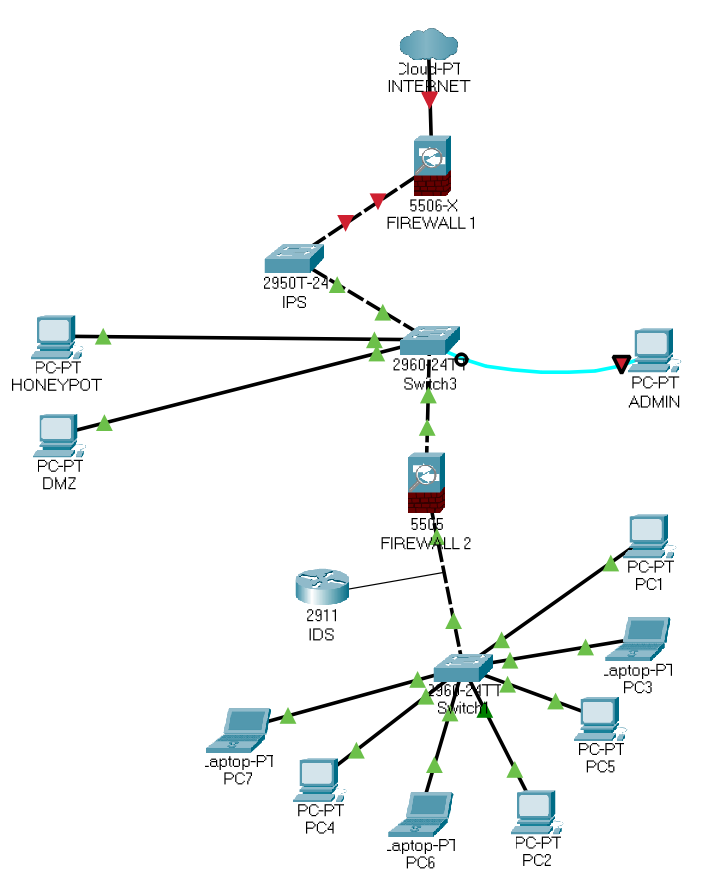 Cloud-PT
INTERNET
5506-X
FIREWALL 1
2950T-24
IPS
PC-PT
HONEYPOT
2960-24TT
Switch3
PC-PT
ADMIN
PC-PT
DMZ
5505
FIREWALL 2
PC-PT
PC1
2911
IDS
Laptop-PT
PC3
2960-24TT
Switch1
PC-PT
PC5
Laptop-PT
PC7
PC-PT
PC4
Laptop-PT
PC6
PC-PT
PC2